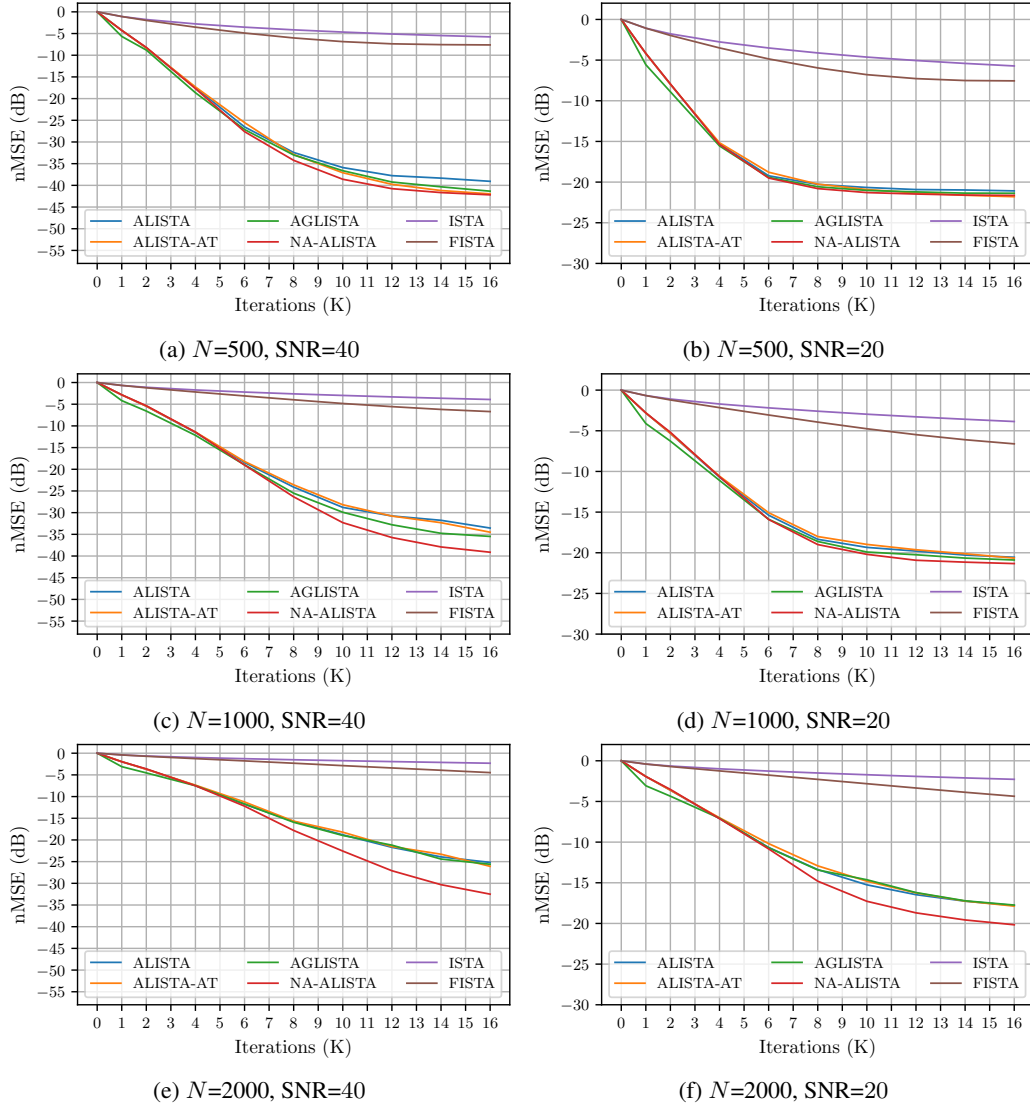 0
−5
−10
−15
−20
−25
−30
−35
−40
−45
−50
−55
nMSE (dB)
ALISTA AGLISTA ISTA
ALISTA-AT NA-ALISTA FISTA
0 1 2 3 4 5 6 7 8 9 10 11 12 13 14 15 16
Iterations (K)
(a) N=500, SNR=40
0
−5
−10
−15
−20
−25
−30
nMSE (dB)
ALISTA AGLISTA ISTA
ALISTA-AT NA-ALISTA FISTA
0 1 2 3 4 5 6 7 8 9 10 11 12 13 14 15 16
Iterations (K)
(b) N=500, SNR=20
0
−5
−10
−15
−20
−25
−30
−35
−40
−45
−50
−55
nMSE (dB)
ALISTA AGLISTA ISTA
ALISTA-AT NA-ALISTA FISTA
0 1 2 3 4 5 6 7 8 9 10 11 12 13 14 15 16
Iterations (K)
(c) N=1000, SNR=40
0
−5
−10
−15
−20
−25
−30
nMSE (dB)
ALISTA AGLISTA ISTA
ALISTA-AT NA-ALISTA FISTA
0 1 2 3 4 5 6 7 8 9 10 11 12 13 14 15 16
Iterations (K)
(d) N=1000, SNR=20
0
−5
−10
−15
−20
−25
−30
−35
−40
−45
−50
−55
nMSE (dB)
ALISTA AGLISTA ISTA
ALISTA-AT NA-ALISTA FISTA
0 1 2 3 4 5 6 7 8 9 10 11 12 13 14 15 16
Iterations (K)
(e) N=2000, SNR=40
0
−5
−10
−15
−20
−25
−30
nMSE (dB)
ALISTA AGLISTA ISTA
ALISTA-AT NA-ALISTA FISTA
0 1 2 3 4 5 6 7 8 9 10 11 12 13 14 15 16
Iterations (K)
(f) N=2000, SNR=20